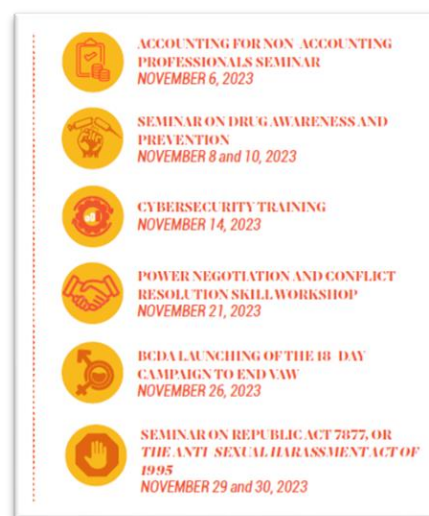 ACCOUNTING FOR NON-ACCOUNTING
PROFESSIONALS SEMINAR
NOVEMBER 6, 2023
SEMINAR ON DRUG AWARENESS AND
PREVENTION
NOVEMBER 8 and 10, 2023
CYBERSECURITY TRAINING
NOVEMBER 14, 2023
POWER NEGOTIATION AND CONFLICT
RESOLUTION SKILL WORKSHOP
NOVEMBER 21, 2023
BCDA LAUNCHING OF THE 18-DAY
CAMPAIGN TO END VAW
NOVEMBER 26, 2023
SEMINAR ON REPUBLIC ACT 7877, OR
THE ANTI-SEXUAL HARASSMENT ACT OF
1995
NOVEMBER 29 and 30, 2023